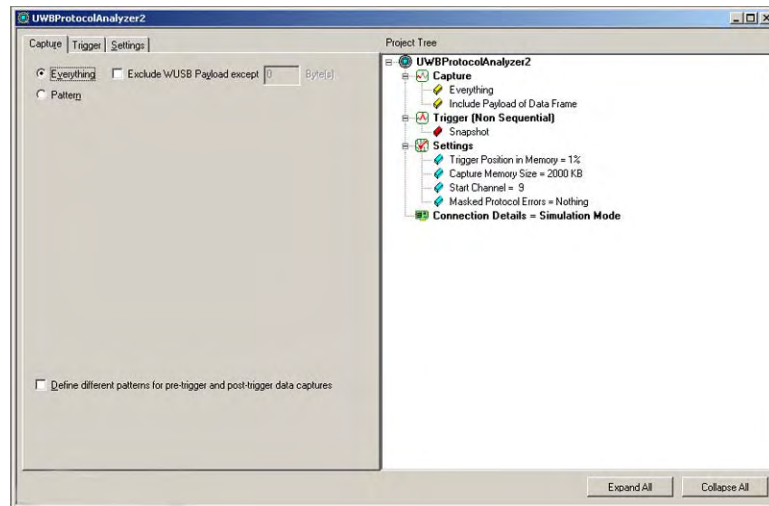 UWBProtocolAnalyzer2
Capture Trigger Settings
Everything Exclude WUSB Payload except 0 Byte(s)
Pattern
Define different patterns for pre-trigger and post-trigger data captures
Project Tree
UWBProtocolAnalyzer2
Capture
Everything
Include Payload of Data Frame
Trigger (Non Sequential)
Snapshot
Settings
Trigger Position in Memory = 1%
Capture Memory Size = 2000 KB
Start Channel = 9
Masked Protocol Errors = Nothing
Connection Details = Simulation Mode
Expand All Collapse All